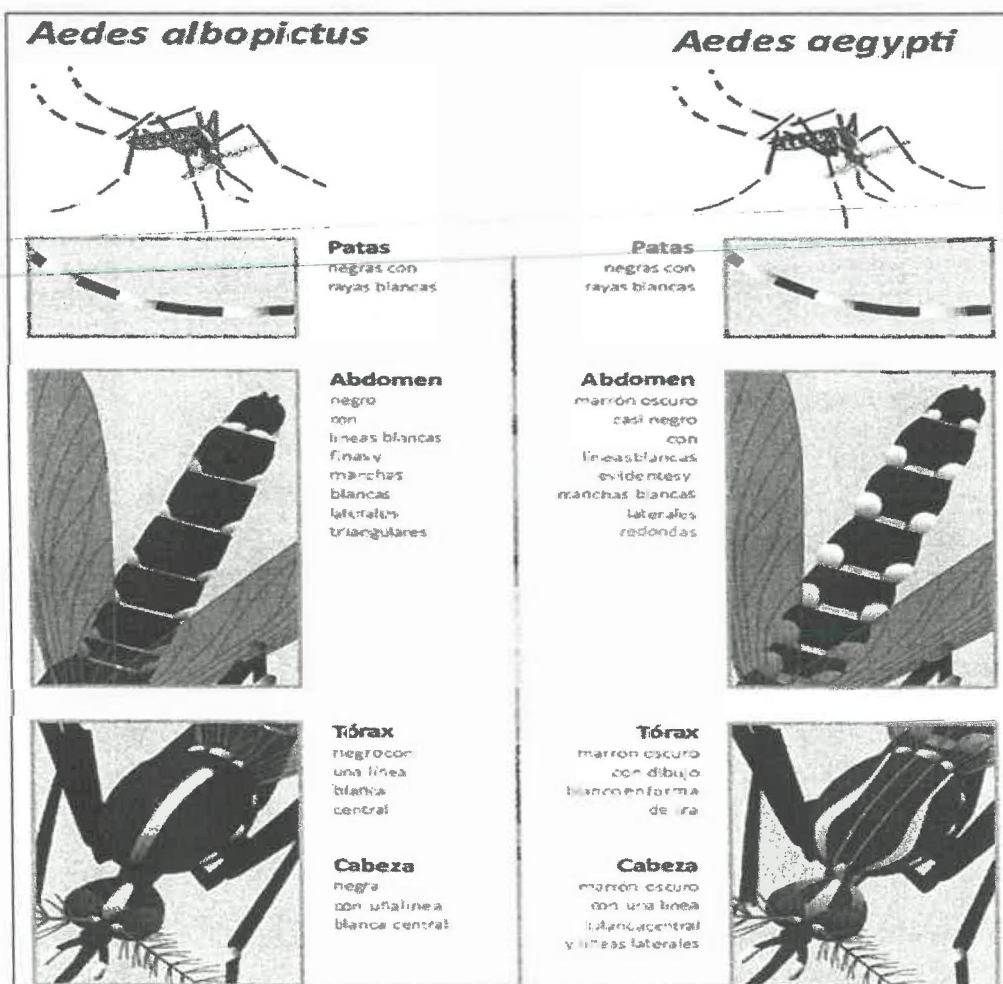 Aedes albopictus
Patas
negras con
rayas blancas
Abdomen
negro
con
líneas blancas
finas y
manchas
blancas
laterales
triangulares
Tórax
negro con
una línea
blanca
central
Cabeza
negra
con una línea
blanca central
Aedes aegypti
Patas
negras con
rayas blancas
Abdomen
marrón oscuro
casi negro
con
líneas blancas
evidentes y
manchas blancas
laterales
redondas
Tórax
marrón oscuro
con dibujo
blanco en forma
de lira
Cabeza
marrón oscuro
con una línea
blanca central
y líneas laterales